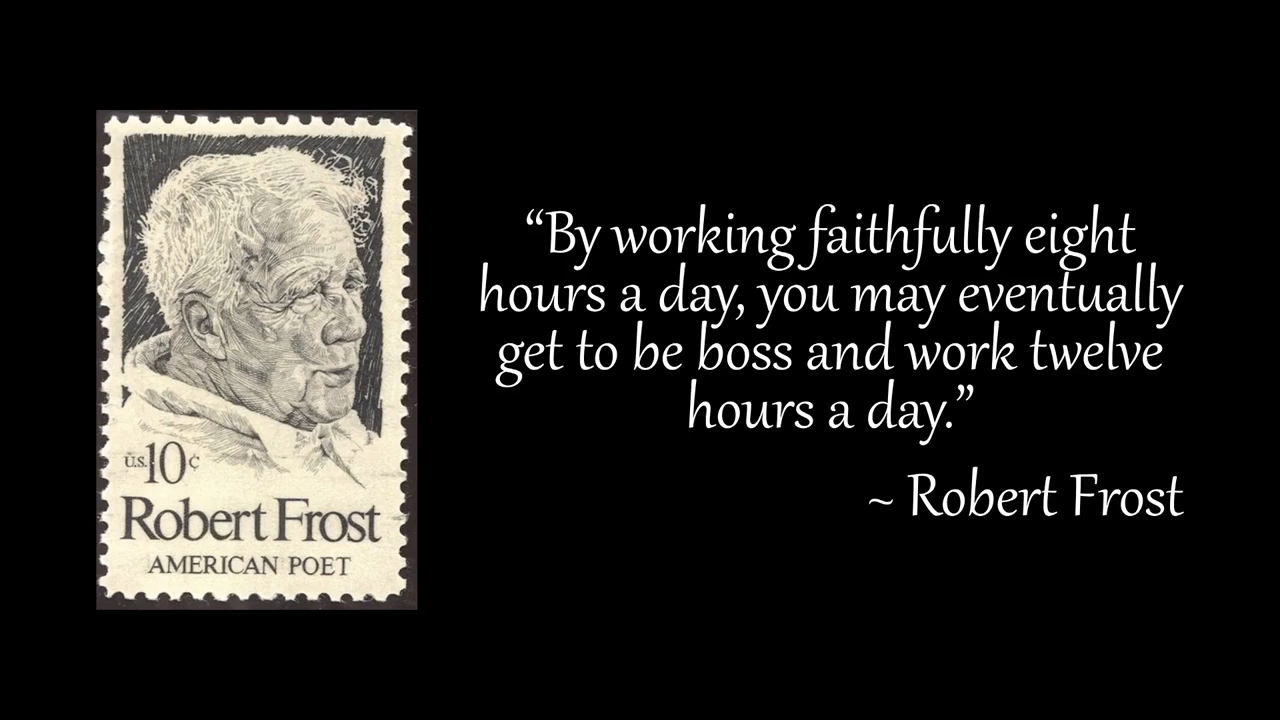 U.S. 10¢
Robert Frost
AMERICAN POET
“By working faithfully eight
hours a day, you may eventually
get to be boss and work twelve
hours a day.”
~ Robert Frost